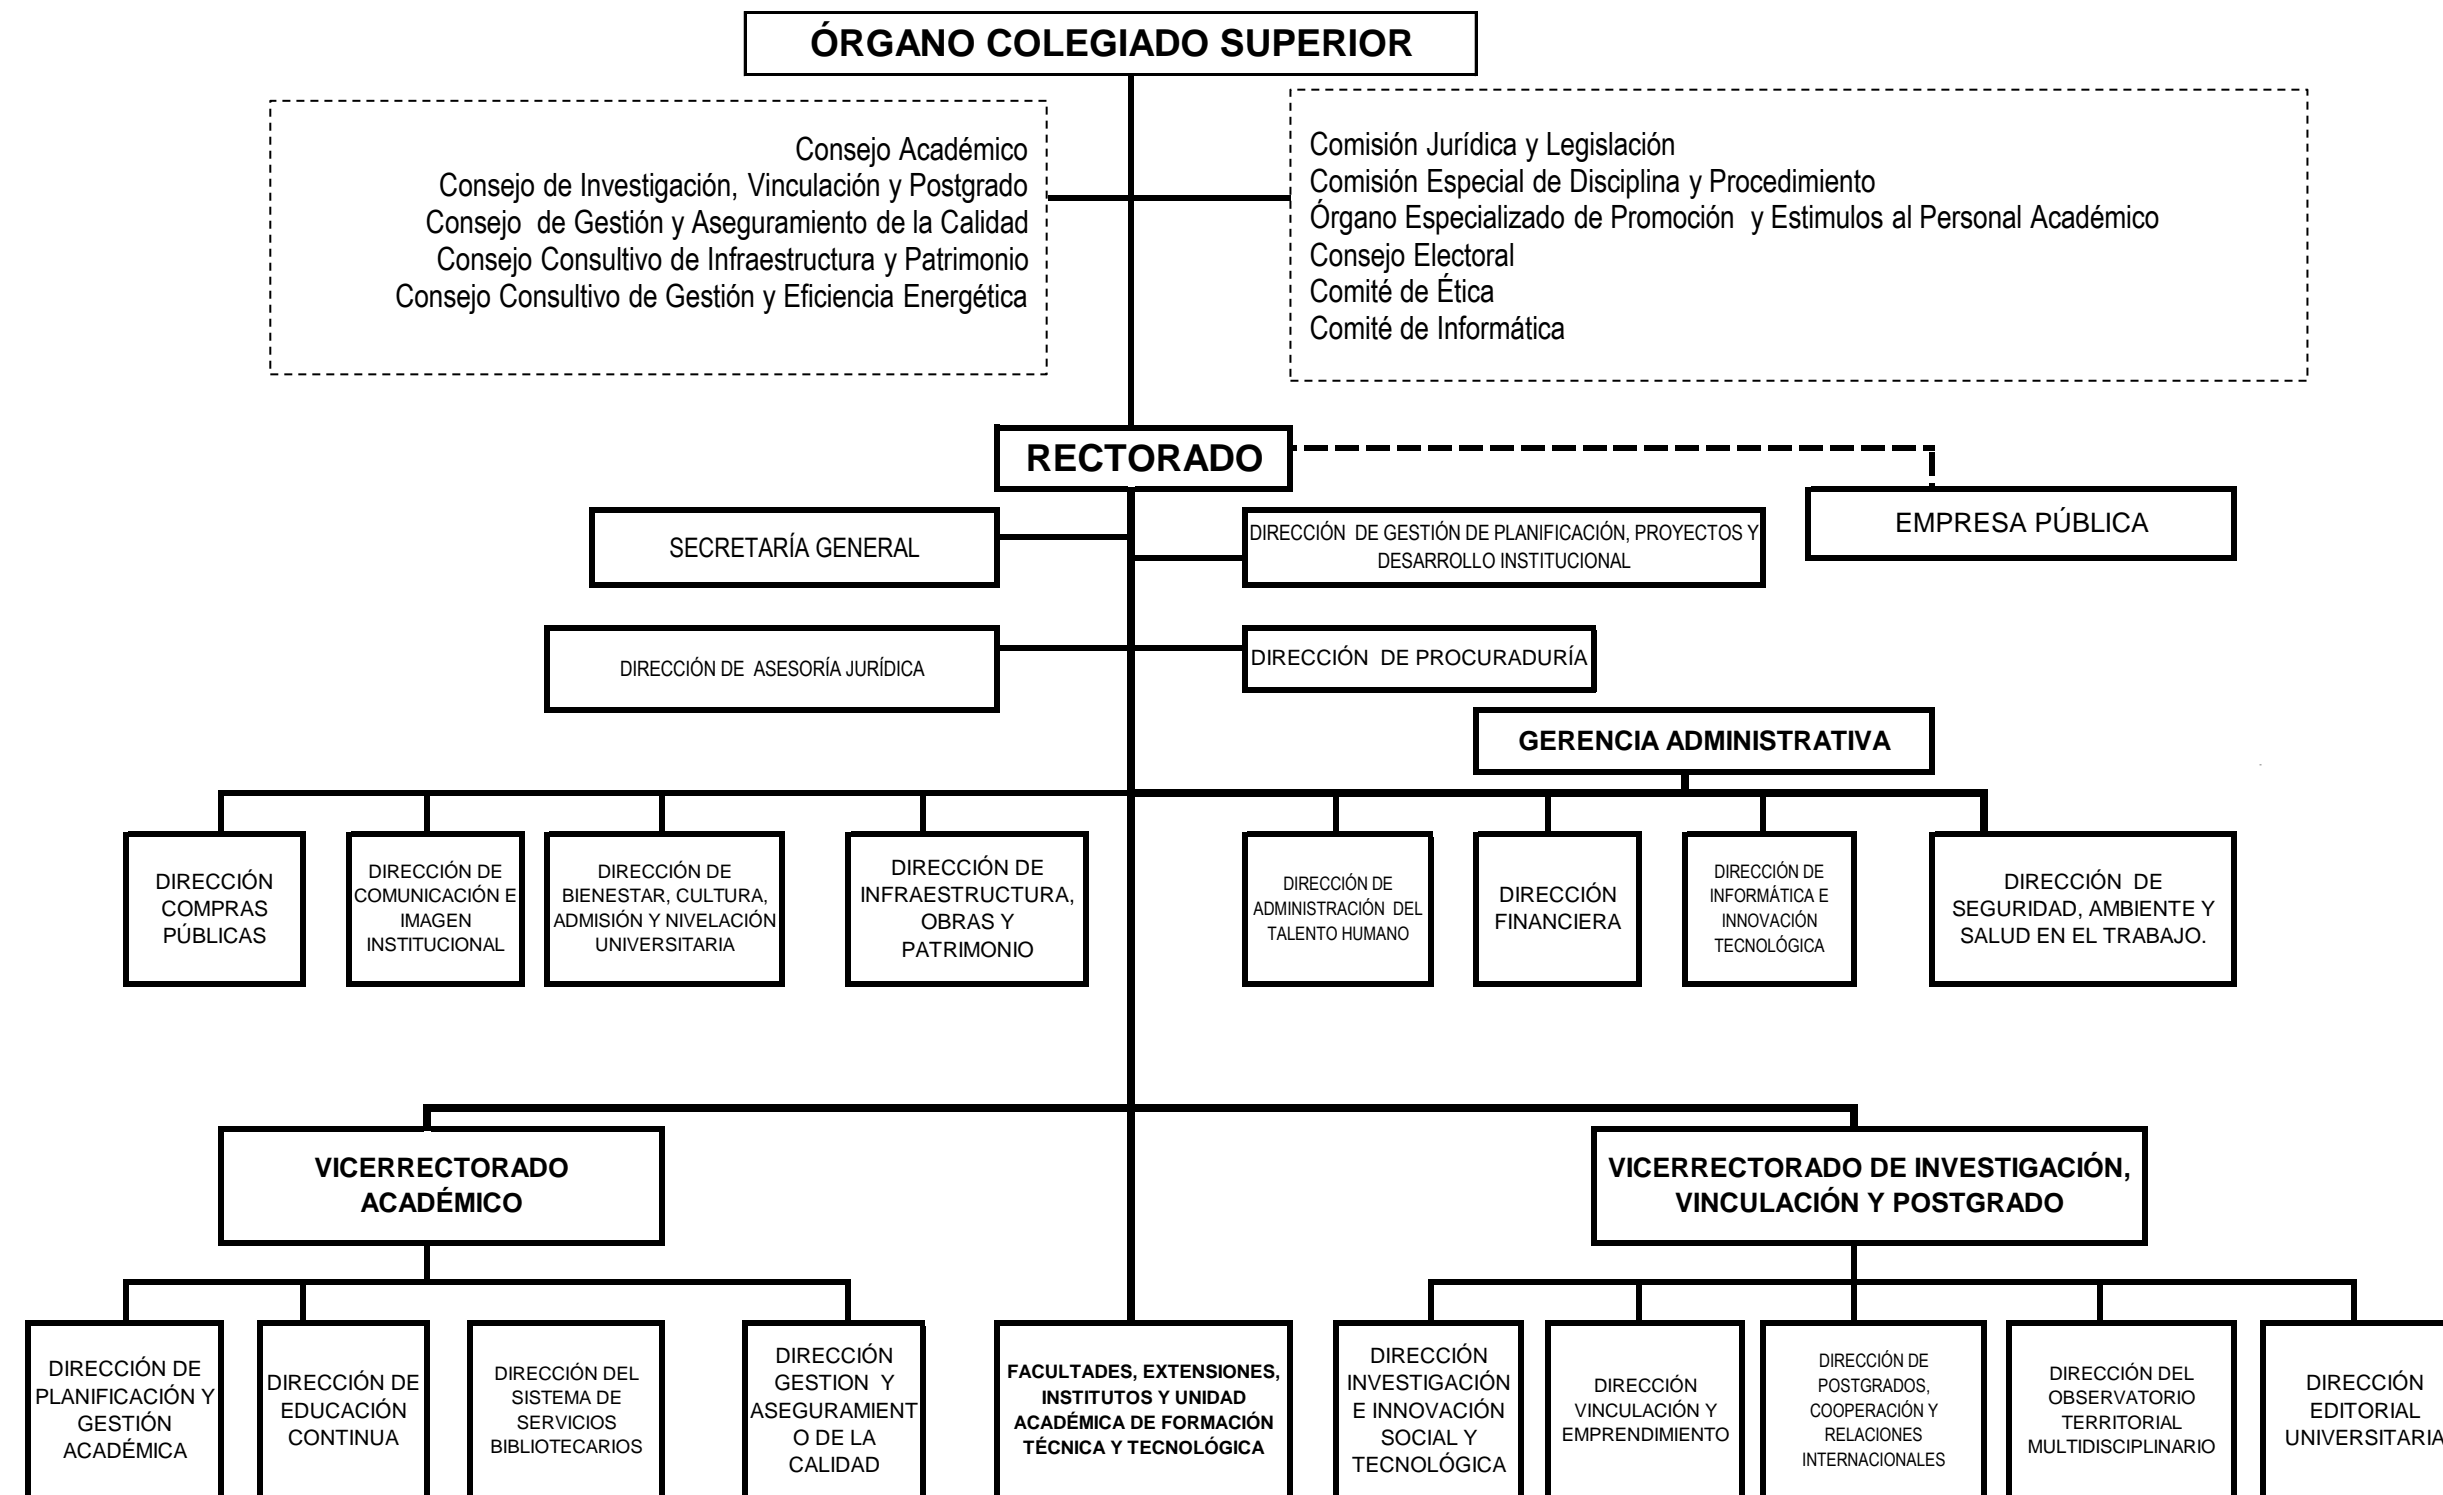 ÓRGANO COLEGIADO SUPERIOR
Consejo Académico
Consejo de Investigación, Vinculación y Postgrado
Consejo de Gestión y Aseguramiento de la Calidad
Consejo Consultivo de Infraestructura y Patrimonio
Consejo Consultivo de Gestión y Eficiencia Energética
Comisión Jurídica y Legislación
Comisión Especial de Disciplina y Procedimiento
Órgano Especializado de Promoción y Estimulos al Personal Académico
Consejo Electoral
Comité de Ética
Comité de Informática
RECTORADO
EMPRESA PÚBLICA
SECRETARÍA GENERAL
DIRECCIÓN DE GESTIÓN DE PLANIFICACIÓN, PROYECTOS Y
DESARROLLO INSTITUCIONAL
DIRECCIÓN DE ASESORÍA JURÍDICA
DIRECCIÓN DE PROCURADURÍA
GERENCIA ADMINISTRATIVA
DIRECCIÓN
COMPRAS
PÚBLICAS
DIRECCIÓN DE
COMUNICACIÓN E
IMAGEN
INSTITUCIONAL
DIRECCIÓN DE
BIENESTAR, CULTURA,
ADMISIÓN Y NIVELACIÓN
UNIVERSITARIA
DIRECCIÓN DE
INFRAESTRUCTURA,
OBRAS Y
PATRIMONIO
DIRECCIÓN DE
ADMINISTRACIÓN DEL
TALENTO HUMANO
DIRECCIÓN
FINANCIERA
DIRECCIÓN DE
INFORMÁTICA E
INNOVACIÓN
TECNOLÓGICA
DIRECCIÓN DE
SEGURIDAD, AMBIENTE Y
SALUD EN EL TRABAJO.
VICERRECTORADO
ACADÉMICO
VICERRECTORADO DE INVESTIGACIÓN,
VINCULACIÓN Y POSTGRADO
DIRECCIÓN DE
PLANIFICACIÓN Y
GESTIÓN
ACADÉMICA
DIRECCIÓN DE
EDUCACIÓN
CONTINUA
DIRECCIÓN DEL
SISTEMA DE
SERVICIOS
BIBLIOTECARIOS
DIRECCIÓN
GESTION Y
ASEGURAMIENT
O DE LA
CALIDAD
FACULTADES, EXTENSIONES,
INSTITUTOS Y UNIDAD
ACADÉMICA DE FORMACIÓN
TÉCNICA Y TECNOLÓGICA
DIRECCIÓN
INVESTIGACIÓN
E INNOVACIÓN
SOCIAL Y
TECNOLÓGICA
DIRECCIÓN
VINCULACIÓN Y
EMPRENDIMIENTO
DIRECCIÓN DE
POSTGRADOS,
COOPERACIÓN Y
RELACIONES
INTERNACIONALES
DIRECCIÓN DEL
OBSERVATORIO
TERRITORIAL
MULTIDISCIPLINARIO
DIRECCIÓN
EDITORIAL
UNIVERSITARIA